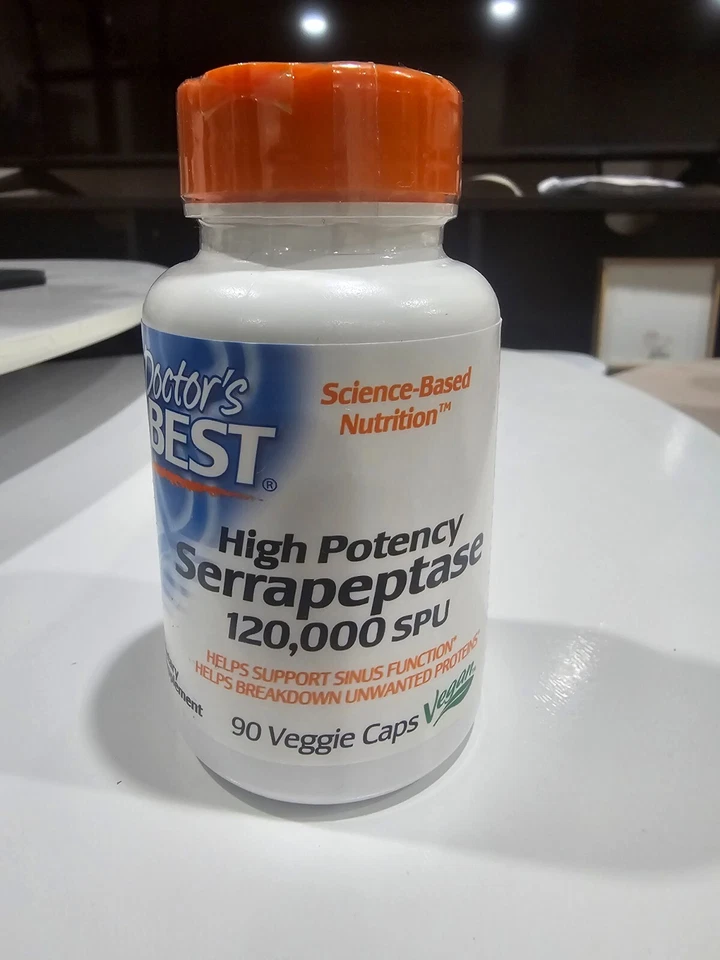 Doctor's
BEST®
Science-Based
Nutrition™
High Potency
Serrapeptase
120,000 SPU
HELPS SUPPORT SINUS FUNCTION*
HELPS BREAKDOWN UNWANTED PROTEINS*
90 Veggie Caps
Vegan